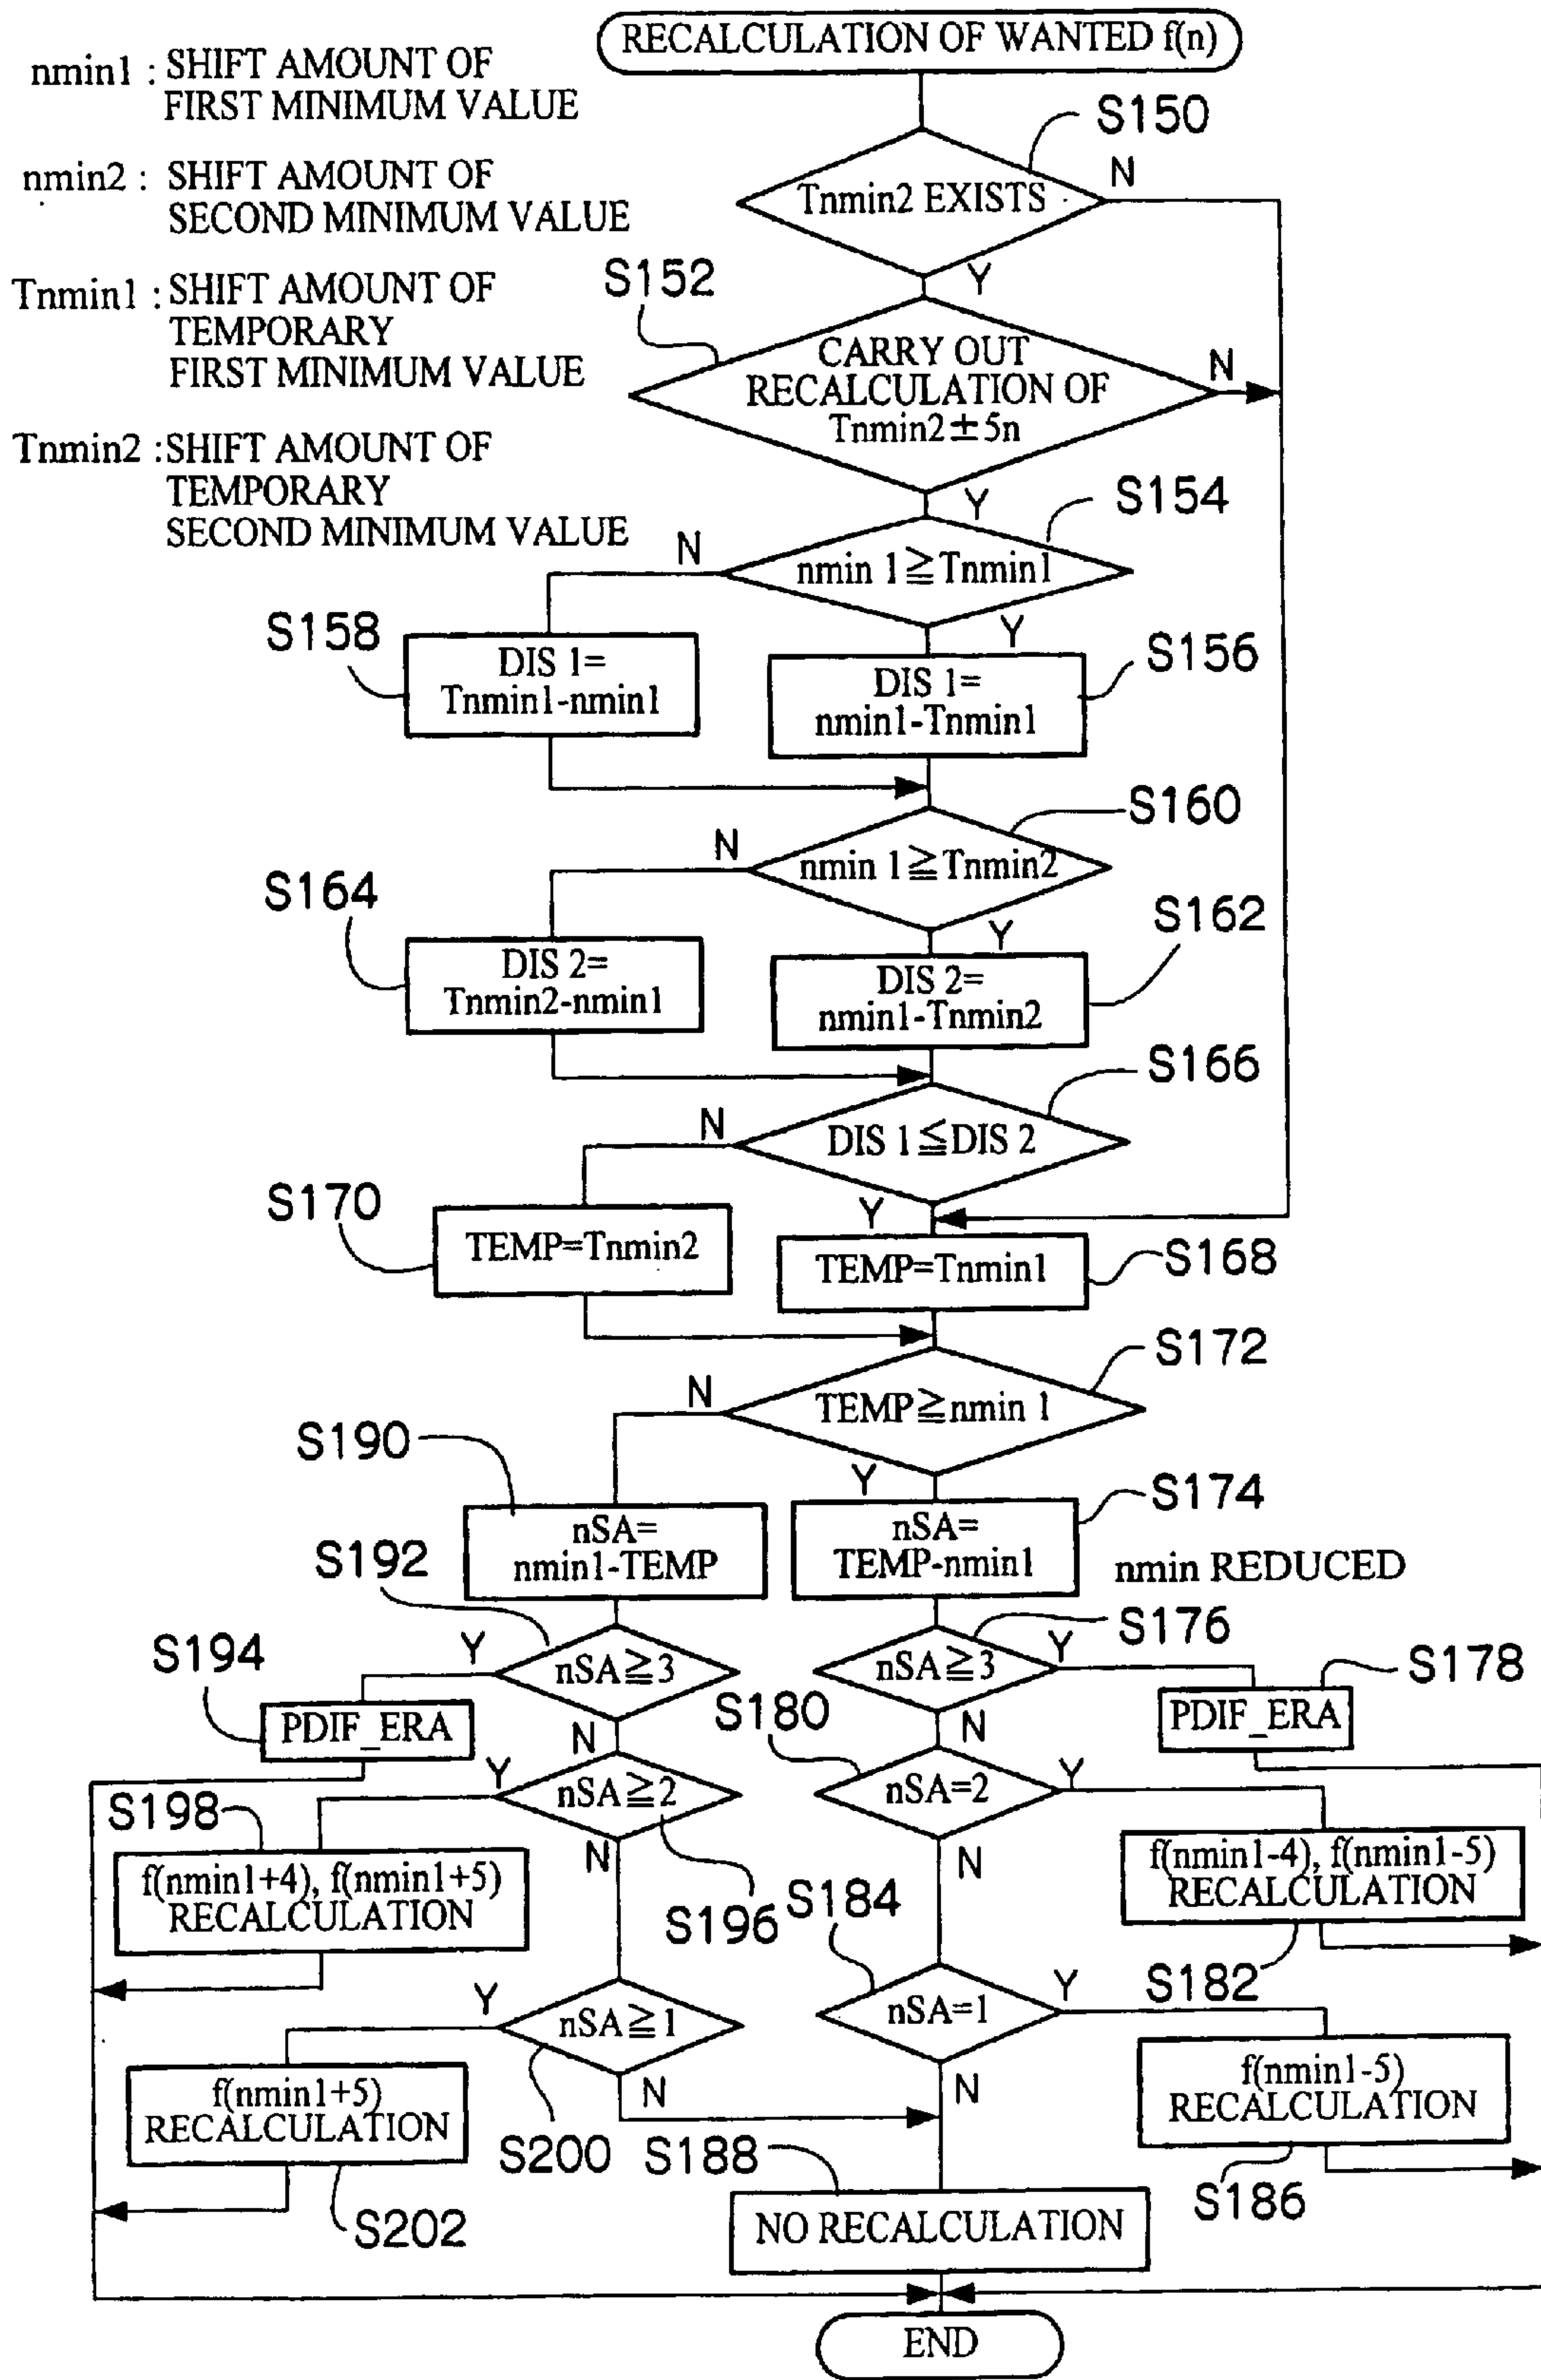 RECALCULATION OF WANTED f(n)
nmin1 : SHIFT AMOUNT OF
FIRST MINIMUM VALUE
nmin2 : SHIFT AMOUNT OF
SECOND MINIMUM VALUE
Tnmin1 : SHIFT AMOUNT OF
TEMPORARY
FIRST MINIMUM VALUE
Tnmin2 : SHIFT AMOUNT OF
TEMPORARY
SECOND MINIMUM VALUE
S150
Tnmin2 EXISTS
N
Y
S152
CARRY OUT
RECALCULATION OF
Tnmin2±5n
N
Y
S154
nmin 1≧Tnmin1
N
Y
S158
DIS 1=
Tnmin1-nmin1
S156
DIS 1=
nmin1-Tnmin1
S160
nmin 1≧Tnmin2
N
Y
S164
DIS 2=
Tnmin2-nmin1
S162
DIS 2=
nmin1-Tnmin2
S166
DIS 1≦DIS 2
N
Y
S170
TEMP=Tnmin2
S168
TEMP=Tnmin1
S172
TEMP≧nmin 1
N
Y
S190
nSA=
nmin1-TEMP
S174
nSA=
TEMP-nmin1
nmin REDUCED
S192
nSA≧3
Y
N
S176
nSA≧3
Y
N
S194
PDIF_ERA
S178
PDIF_ERA
S196
nSA≧2
Y
N
S180
nSA=2
Y
N
S198
f(nmin1+4), f(nmin1+5)
RECALCULATION
S182
f(nmin1-4), f(nmin1-5)
RECALCULATION
S200
nSA≧1
Y
N
S184
nSA=1
Y
N
S202
f(nmin1+5)
RECALCULATION
S186
f(nmin1-5)
RECALCULATION
S188
NO RECALCULATION
END